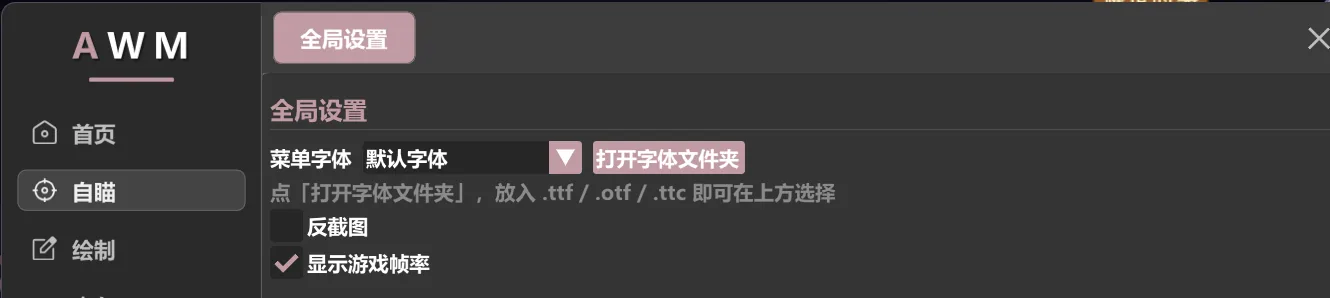 AWM
全局设置
首页
自瞄
绘制
全局设置
菜单字体 默认字体 打开字体文件夹
点「打开字体文件夹」，放入 .ttf / .otf / .ttc 即可在上方选择
反截图
显示游戏帧率